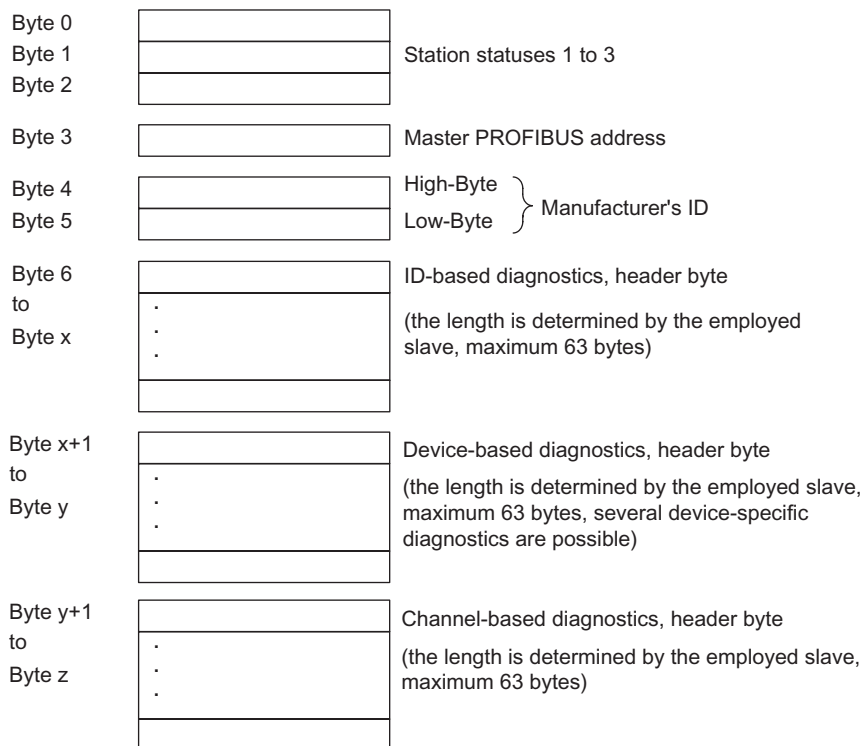 Byte 0
Byte 1 Station statuses 1 to 3
Byte 2
Byte 3 Master PROFIBUS address
Byte 4 High-Byte
Manufacturer's ID
Byte 5 Low-Byte
Byte 6 ID-based diagnostics, header byte
to
(the length is determined by the employed
Byte x
slave, maximum 63 bytes)
Byte x+1 Device-based diagnostics, header byte
to
(the length is determined by the employed slave,
Byte y
maximum 63 bytes, several device-specific
diagnostics are possible)
Byte y+1 Channel-based diagnostics, header byte
to
(the length is determined by the employed slave,
Byte z
maximum 63 bytes)